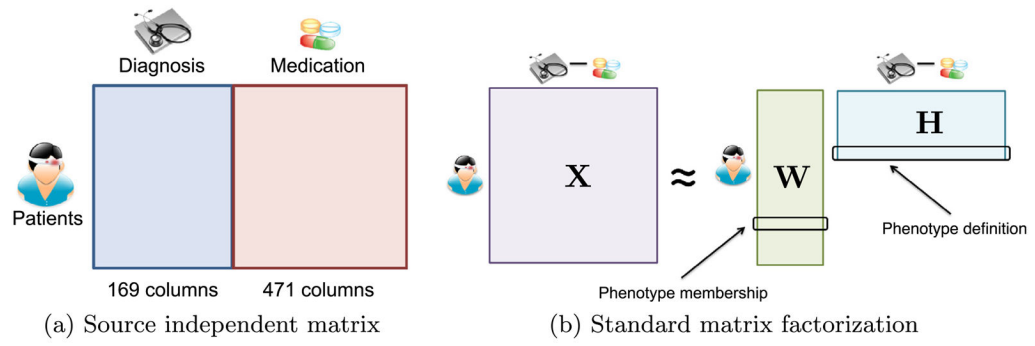 Diagnosis
Medication
Patients
169 columns
471 columns
(a) Source independent matrix
X
≈
W
H
Phenotype definition
Phenotype membership
(b) Standard matrix factorization